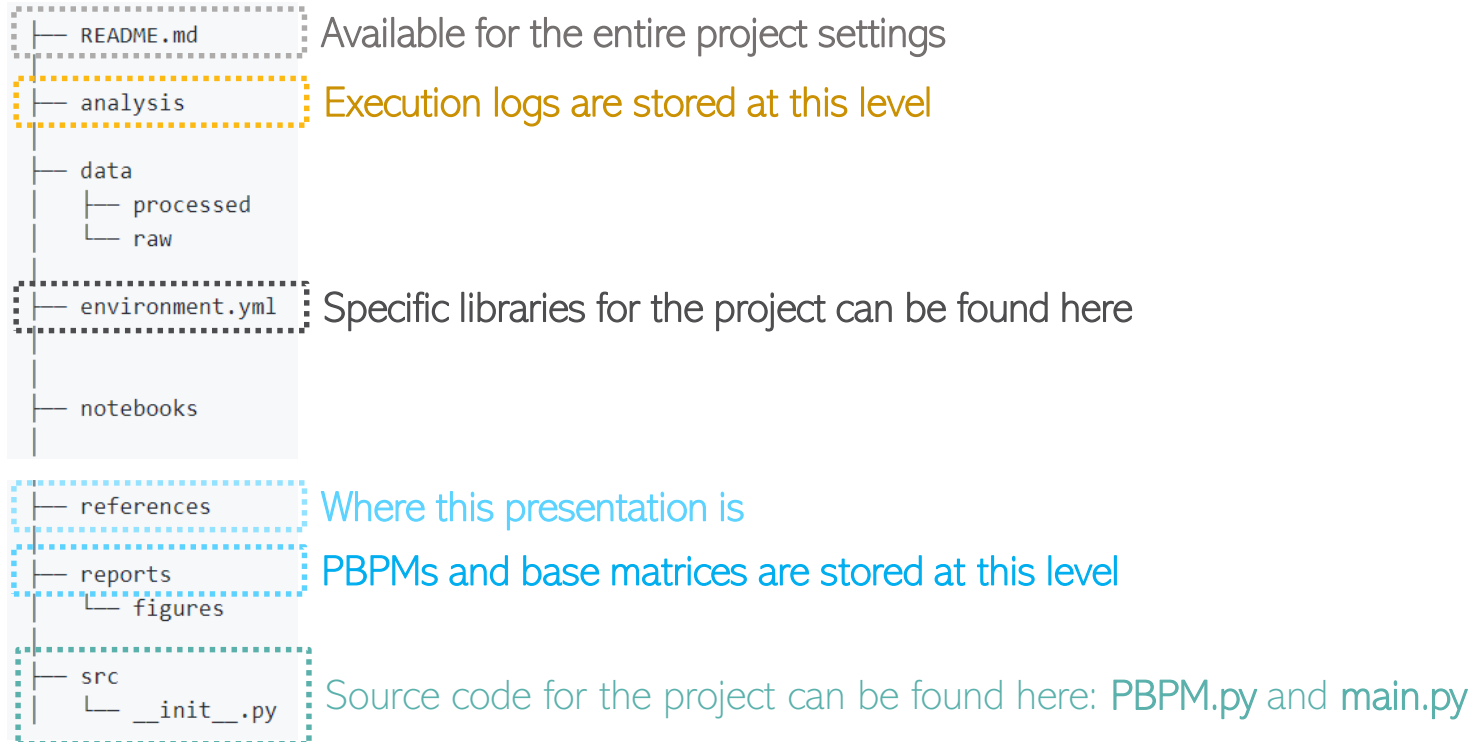 ├── README.md Available for the entire project settings
│
├── analysis Execution logs are stored at this level
│
├── data
│   ├── processed
│   └── raw
│
├── environment.yml Specific libraries for the project can be found here
│
│
├── notebooks
│
├── references Where this presentation is
│
├── reports PBPMs and base matrices are stored at this level
│   └── figures
│
├── src
│   └── __init__.py Source code for the project can be found here: PBPM.py and main.py